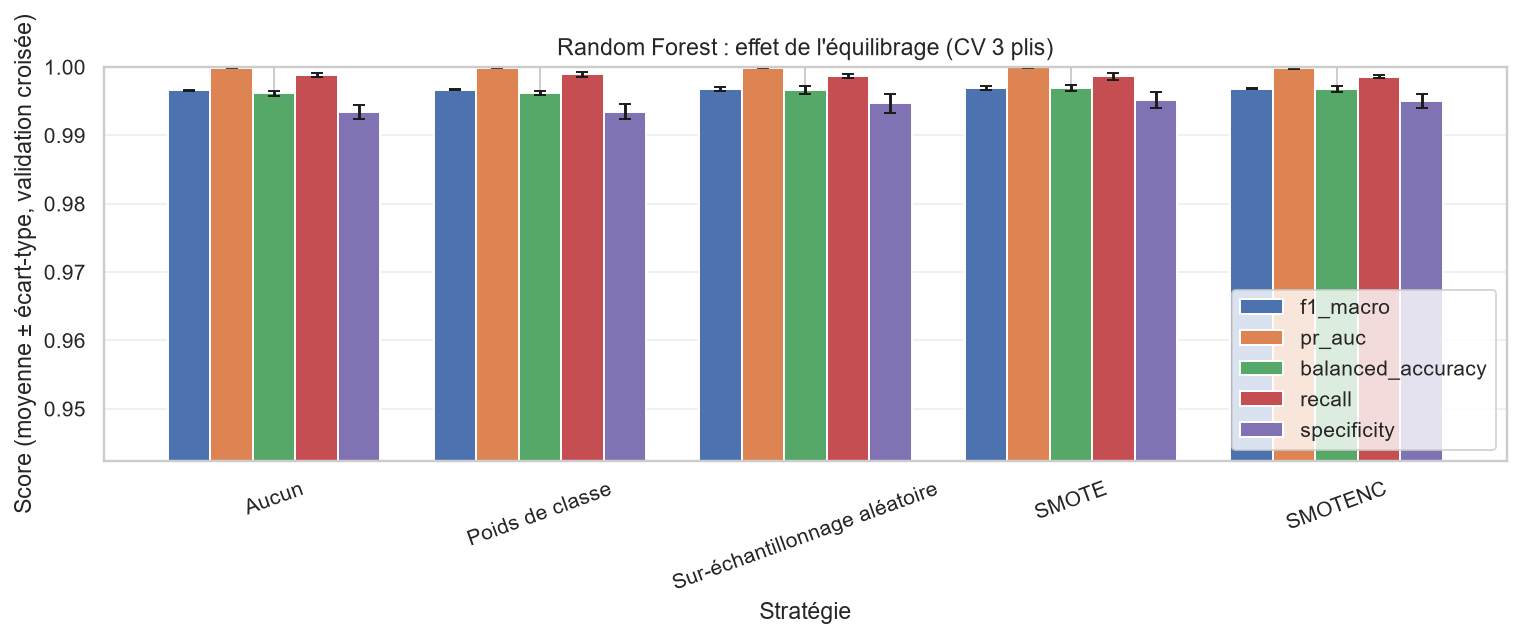 Random Forest : effet de l'équilibrage (CV 3 plis)
Score (moyenne ± écart-type, validation croisée)
1.00
0.99
0.98
0.97
0.96
0.95
f1_macro
pr_auc
balanced_accuracy
recall
specificity
Aucun
Poids de classe
Sur-échantillonnage aléatoire
SMOTE
SMOTENC
Stratégie